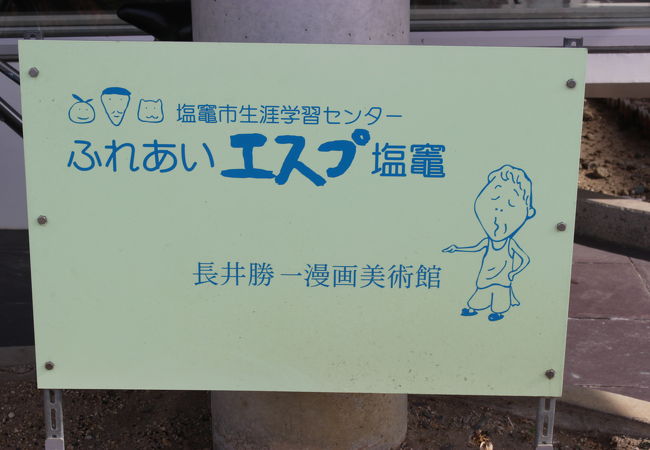 塩竈市生涯学習センター
ふれあいエスプ塩竈
長井勝一漫画美術館